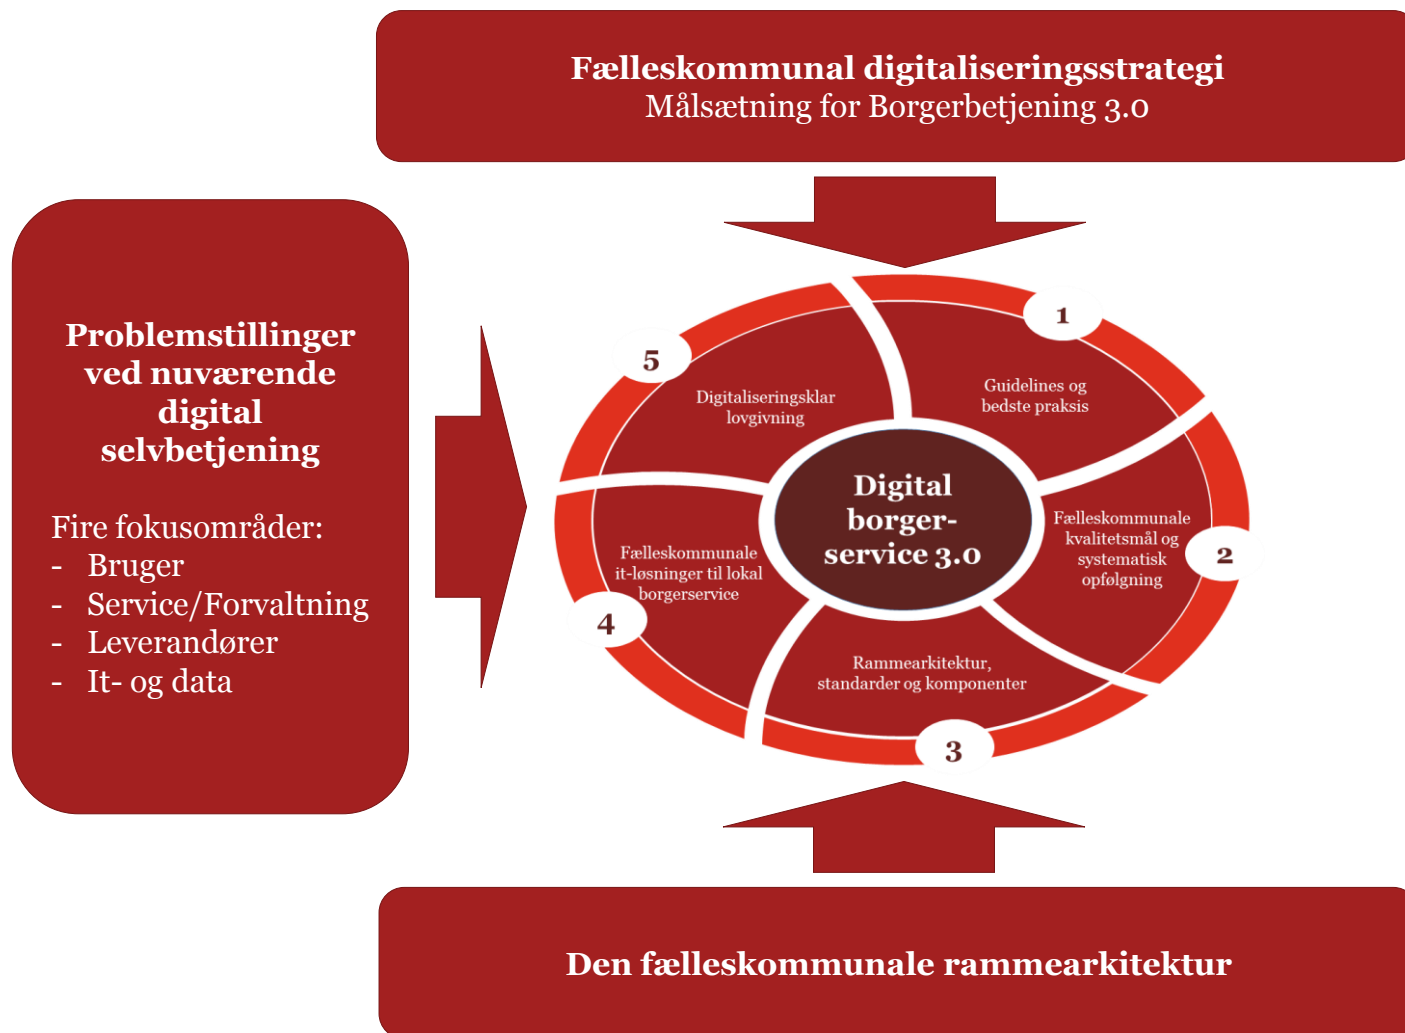 Fælleskommunal digitaliseringsstrategi
Målsætning for Borgerbetjening 3.0
Problemstillinger
ved nuværende
digital
selvbetjening
Fire fokusområder:
- Bruger
- Service/Forvaltning
- Leverandører
- It- og data
1
Guidelines og
bedste praksis
2
Fælleskommunale
kvalitetsmål og
systematisk
opfølgning
3
Rammearkitektur,
standarder og komponenter
4
Fælleskommunale
it-løsninger til lokal
borgerservice
5
Digitaliseringsklar
lovgivning
Digital
borger-
service 3.0
Den fælleskommunale rammearkitektur